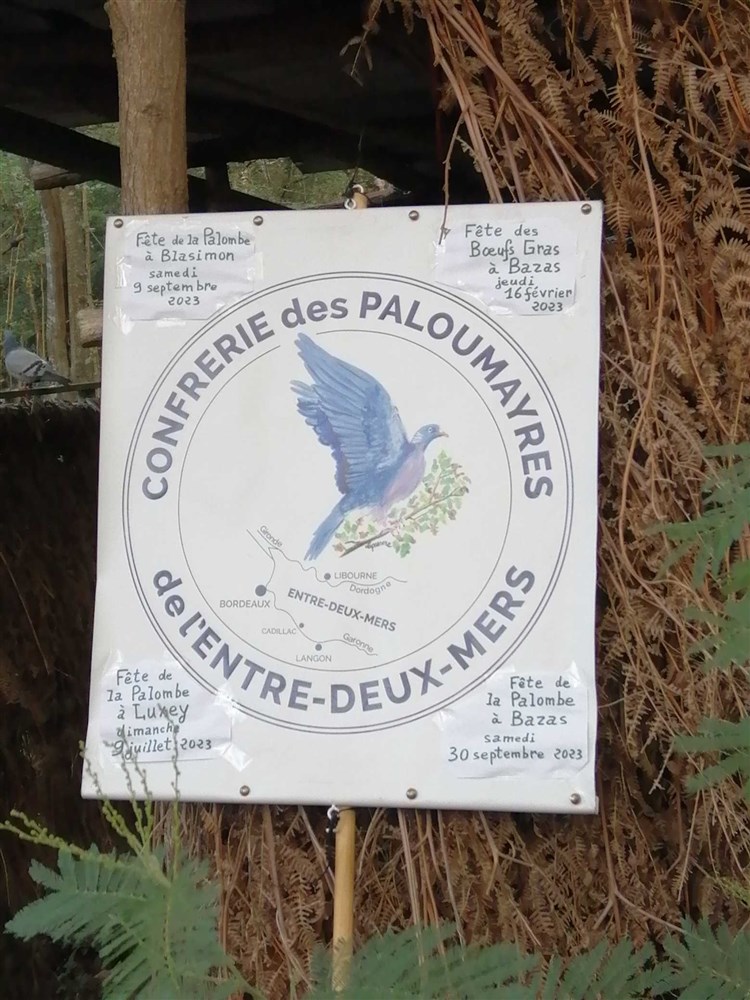 Fête de la Palombe
à Blasimon
samedi
9 septembre
2023
Fête des
Bœufs Gras
à Bazas
jeudi
16 février
2023
CONFRERIE des PALOUMAYRES
Gironde
LIBOURNE
Dordogne
BORDEAUX
ENTRE-DEUX-MERS
CADILLAC
Garonne
LANGON
de l'ENTRE-DEUX-MERS
Fête de
la Palombe
à Luxey
dimanche
9 juillet 2023
Fête de
la Palombe
à Bazas
samedi
30 septembre 2023